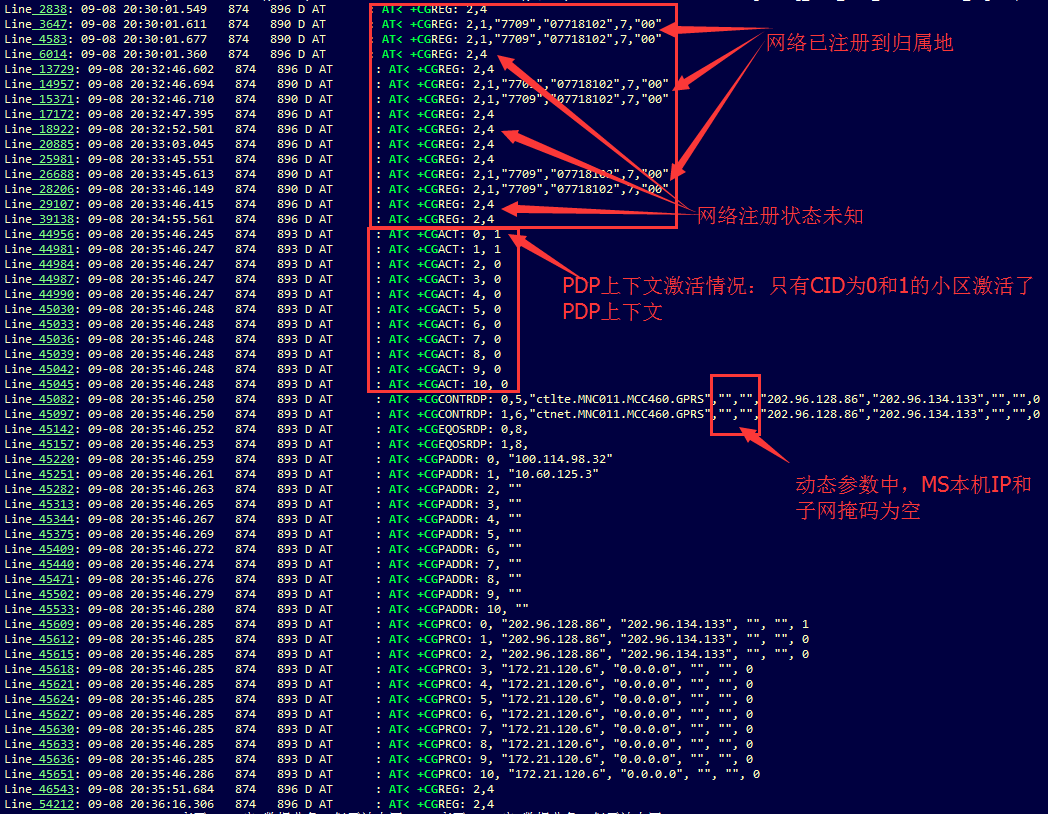 Line_2838: 09-08 20:30:01.549 874 896 D AT : AT< +CGREG: 2,4
Line_3647: 09-08 20:30:01.611 874 890 D AT : AT< +CGREG: 2,1,"7709","07718102",7,"00"
Line_4583: 09-08 20:30:01.677 874 890 D AT : AT< +CGREG: 2,1,"7709","07718102",7,"00"
网络已注册到归属地
Line_6014: 09-08 20:30:01.360 874 896 D AT : AT< +CGREG: 2,4
Line_13729: 09-08 20:32:46.602 874 896 D AT : AT< +CGREG: 2,4
Line_14957: 09-08 20:32:46.694 874 890 D AT : AT< +CGREG: 2,1,"7709","07718102",7,"00"
Line_15371: 09-08 20:32:46.710 874 890 D AT : AT< +CGREG: 2,1,"7709","07718102",7,"00"
Line_17172: 09-08 20:32:47.395 874 896 D AT : AT< +CGREG: 2,4
Line_18922: 09-08 20:32:52.501 874 896 D AT : AT< +CGREG: 2,4
Line_20885: 09-08 20:33:03.045 874 896 D AT : AT< +CGREG: 2,4
Line_25981: 09-08 20:33:45.551 874 896 D AT : AT< +CGREG: 2,4
Line_26688: 09-08 20:33:45.613 874 890 D AT : AT< +CGREG: 2,1,"7709","07718102",7,"00"
Line_28206: 09-08 20:33:46.149 874 890 D AT : AT< +CGREG: 2,1,"7709","07718102",7,"00"
Line_29107: 09-08 20:33:46.415 874 896 D AT : AT< +CGREG: 2,4
网络注册状态未知
Line_39138: 09-08 20:34:55.561 874 896 D AT : AT< +CGREG: 2,4
Line_44956: 09-08 20:35:46.245 874 893 D AT : AT< +CGACT: 0, 1
Line_44981: 09-08 20:35:46.247 874 893 D AT : AT< +CGACT: 1, 1
Line_44984: 09-08 20:35:46.247 874 893 D AT : AT< +CGACT: 2, 0
Line_44987: 09-08 20:35:46.247 874 893 D AT : AT< +CGACT: 3, 0
Line_44990: 09-08 20:35:46.247 874 893 D AT : AT< +CGACT: 4, 0
PDP上下文激活情况：只有CID为0和1的小区激活了
PDP上下文
Line_45030: 09-08 20:35:46.248 874 893 D AT : AT< +CGACT: 5, 0
Line_45033: 09-08 20:35:46.248 874 893 D AT : AT< +CGACT: 6, 0
Line_45036: 09-08 20:35:46.248 874 893 D AT : AT< +CGACT: 7, 0
Line_45039: 09-08 20:35:46.248 874 893 D AT : AT< +CGACT: 8, 0
Line_45042: 09-08 20:35:46.248 874 893 D AT : AT< +CGACT: 9, 0
Line_45045: 09-08 20:35:46.248 874 893 D AT : AT< +CGACT: 10, 0
Line_45082: 09-08 20:35:46.250 874 893 D AT : AT< +CGCONTRDP: 0,5,"ctlte.MNC011.MCC460.GPRS","","","202.96.128.86","202.96.134.133","","",0
Line_45097: 09-08 20:35:46.250 874 893 D AT : AT< +CGCONTRDP: 1,6,"ctnet.MNC011.MCC460.GPRS","","","202.96.128.86","202.96.134.133","","",0
Line_45142: 09-08 20:35:46.252 874 893 D AT : AT< +CGEQOSRDP: 0,8,
Line_45157: 09-08 20:35:46.253 874 893 D AT : AT< +CGEQOSRDP: 1,8,
Line_45220: 09-08 20:35:46.259 874 893 D AT : AT< +CGPADDR: 0, "100.114.98.32"
Line_45251: 09-08 20:35:46.261 874 893 D AT : AT< +CGPADDR: 1, "10.60.125.3"
动态参数中，MS本机IP和
子网掩码为空
Line_45282: 09-08 20:35:46.263 874 893 D AT : AT< +CGPADDR: 2, ""
Line_45313: 09-08 20:35:46.265 874 893 D AT : AT< +CGPADDR: 3, ""
Line_45344: 09-08 20:35:46.267 874 893 D AT : AT< +CGPADDR: 4, ""
Line_45375: 09-08 20:35:46.269 874 893 D AT : AT< +CGPADDR: 5, ""
Line_45409: 09-08 20:35:46.272 874 893 D AT : AT< +CGPADDR: 6, ""
Line_45440: 09-08 20:35:46.274 874 893 D AT : AT< +CGPADDR: 7, ""
Line_45471: 09-08 20:35:46.276 874 893 D AT : AT< +CGPADDR: 8, ""
Line_45502: 09-08 20:35:46.279 874 893 D AT : AT< +CGPADDR: 9, ""
Line_45533: 09-08 20:35:46.280 874 893 D AT : AT< +CGPADDR: 10, ""
Line_45609: 09-08 20:35:46.285 874 893 D AT : AT< +CGPRCO: 0, "202.96.128.86", "202.96.134.133", "", "", 1
Line_45612: 09-08 20:35:46.285 874 893 D AT : AT< +CGPRCO: 1, "202.96.128.86", "202.96.134.133", "", "", 0
Line_45615: 09-08 20:35:46.285 874 893 D AT : AT< +CGPRCO: 2, "202.96.128.86", "202.96.134.133", "", "", 0
Line_45618: 09-08 20:35:46.285 874 893 D AT : AT< +CGPRCO: 3, "172.21.120.6", "0.0.0.0", "", "", 0
Line_45621: 09-08 20:35:46.285 874 893 D AT : AT< +CGPRCO: 4, "172.21.120.6", "0.0.0.0", "", "", 0
Line_45624: 09-08 20:35:46.285 874 893 D AT : AT< +CGPRCO: 5, "172.21.120.6", "0.0.0.0", "", "", 0
Line_45627: 09-08 20:35:46.285 874 893 D AT : AT< +CGPRCO: 6, "172.21.120.6", "0.0.0.0", "", "", 0
Line_45630: 09-08 20:35:46.285 874 893 D AT : AT< +CGPRCO: 7, "172.21.120.6", "0.0.0.0", "", "", 0
Line_45633: 09-08 20:35:46.285 874 893 D AT : AT< +CGPRCO: 8, "172.21.120.6", "0.0.0.0", "", "", 0
Line_45636: 09-08 20:35:46.285 874 893 D AT : AT< +CGPRCO: 9, "172.21.120.6", "0.0.0.0", "", "", 0
Line_45651: 09-08 20:35:46.286 874 893 D AT : AT< +CGPRCO: 10, "172.21.120.6", "0.0.0.0", "", "", 0
Line_46543: 09-08 20:35:51.684 874 896 D AT : AT< +CGREG: 2,4
Line_54212: 09-08 20:36:16.306 874 896 D AT : AT< +CGREG: 2,4